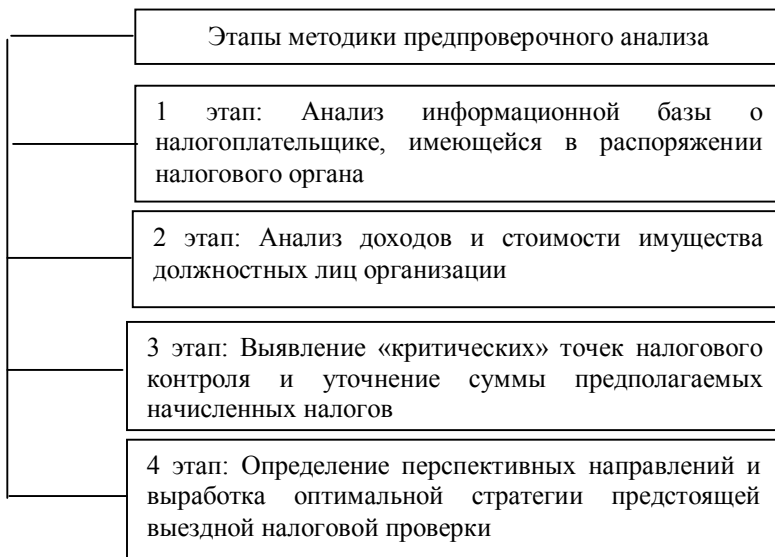 Этапы методики предпроверочного анализа
1 этап: Анализ информационной базы о
налогоплательщике, имеющейся в распоряжении
налогового органа
2 этап: Анализ доходов и стоимости имущества
должностных лиц организации
3 этап: Выявление «критических» точек налогового
контроля и уточнение суммы предполагаемых
начисленных налогов
4 этап: Определение перспективных направлений и
выработка оптимальной стратегии предстоящей
выездной налоговой проверки